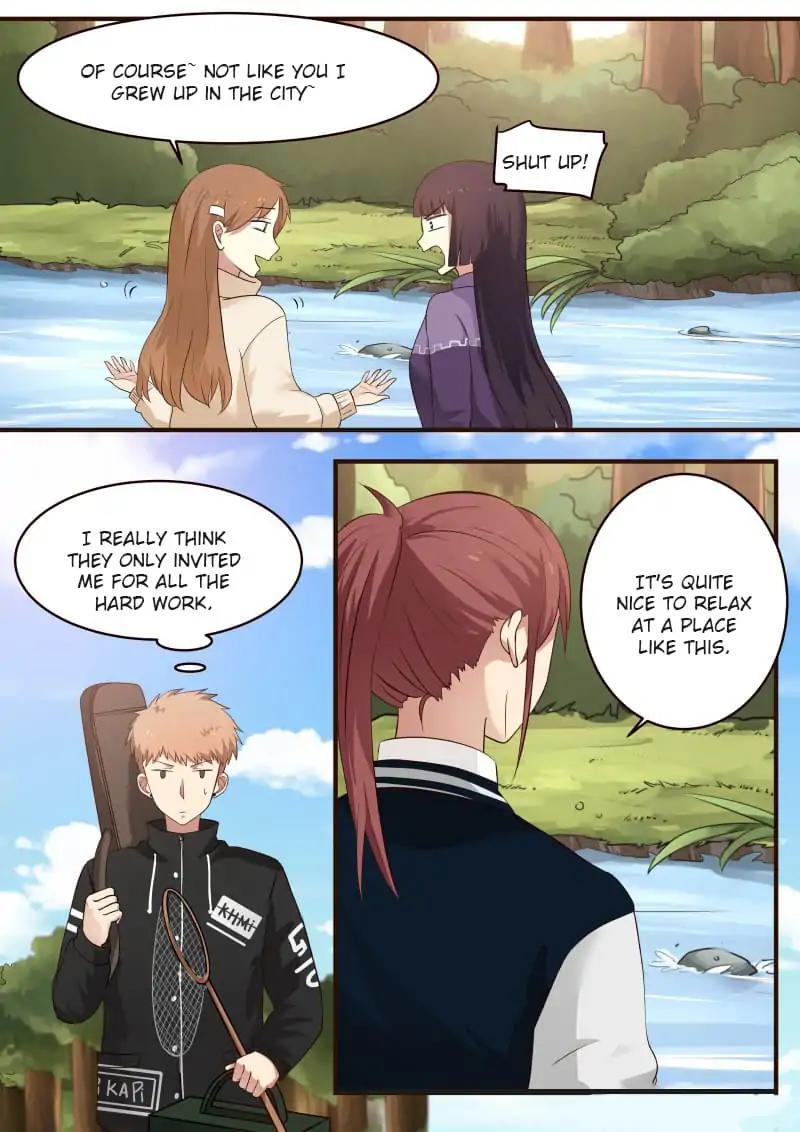 OF COURSE~ NOT LIKE YOU I
GREW UP IN THE CITY~
SHUT UP!
I REALLY THINK
THEY ONLY INVITED
ME FOR ALL THE
HARD WORK.
IT'S QUITE
NICE TO RELAX
AT A PLACE
LIKE THIS.
KHMi
iKAPi